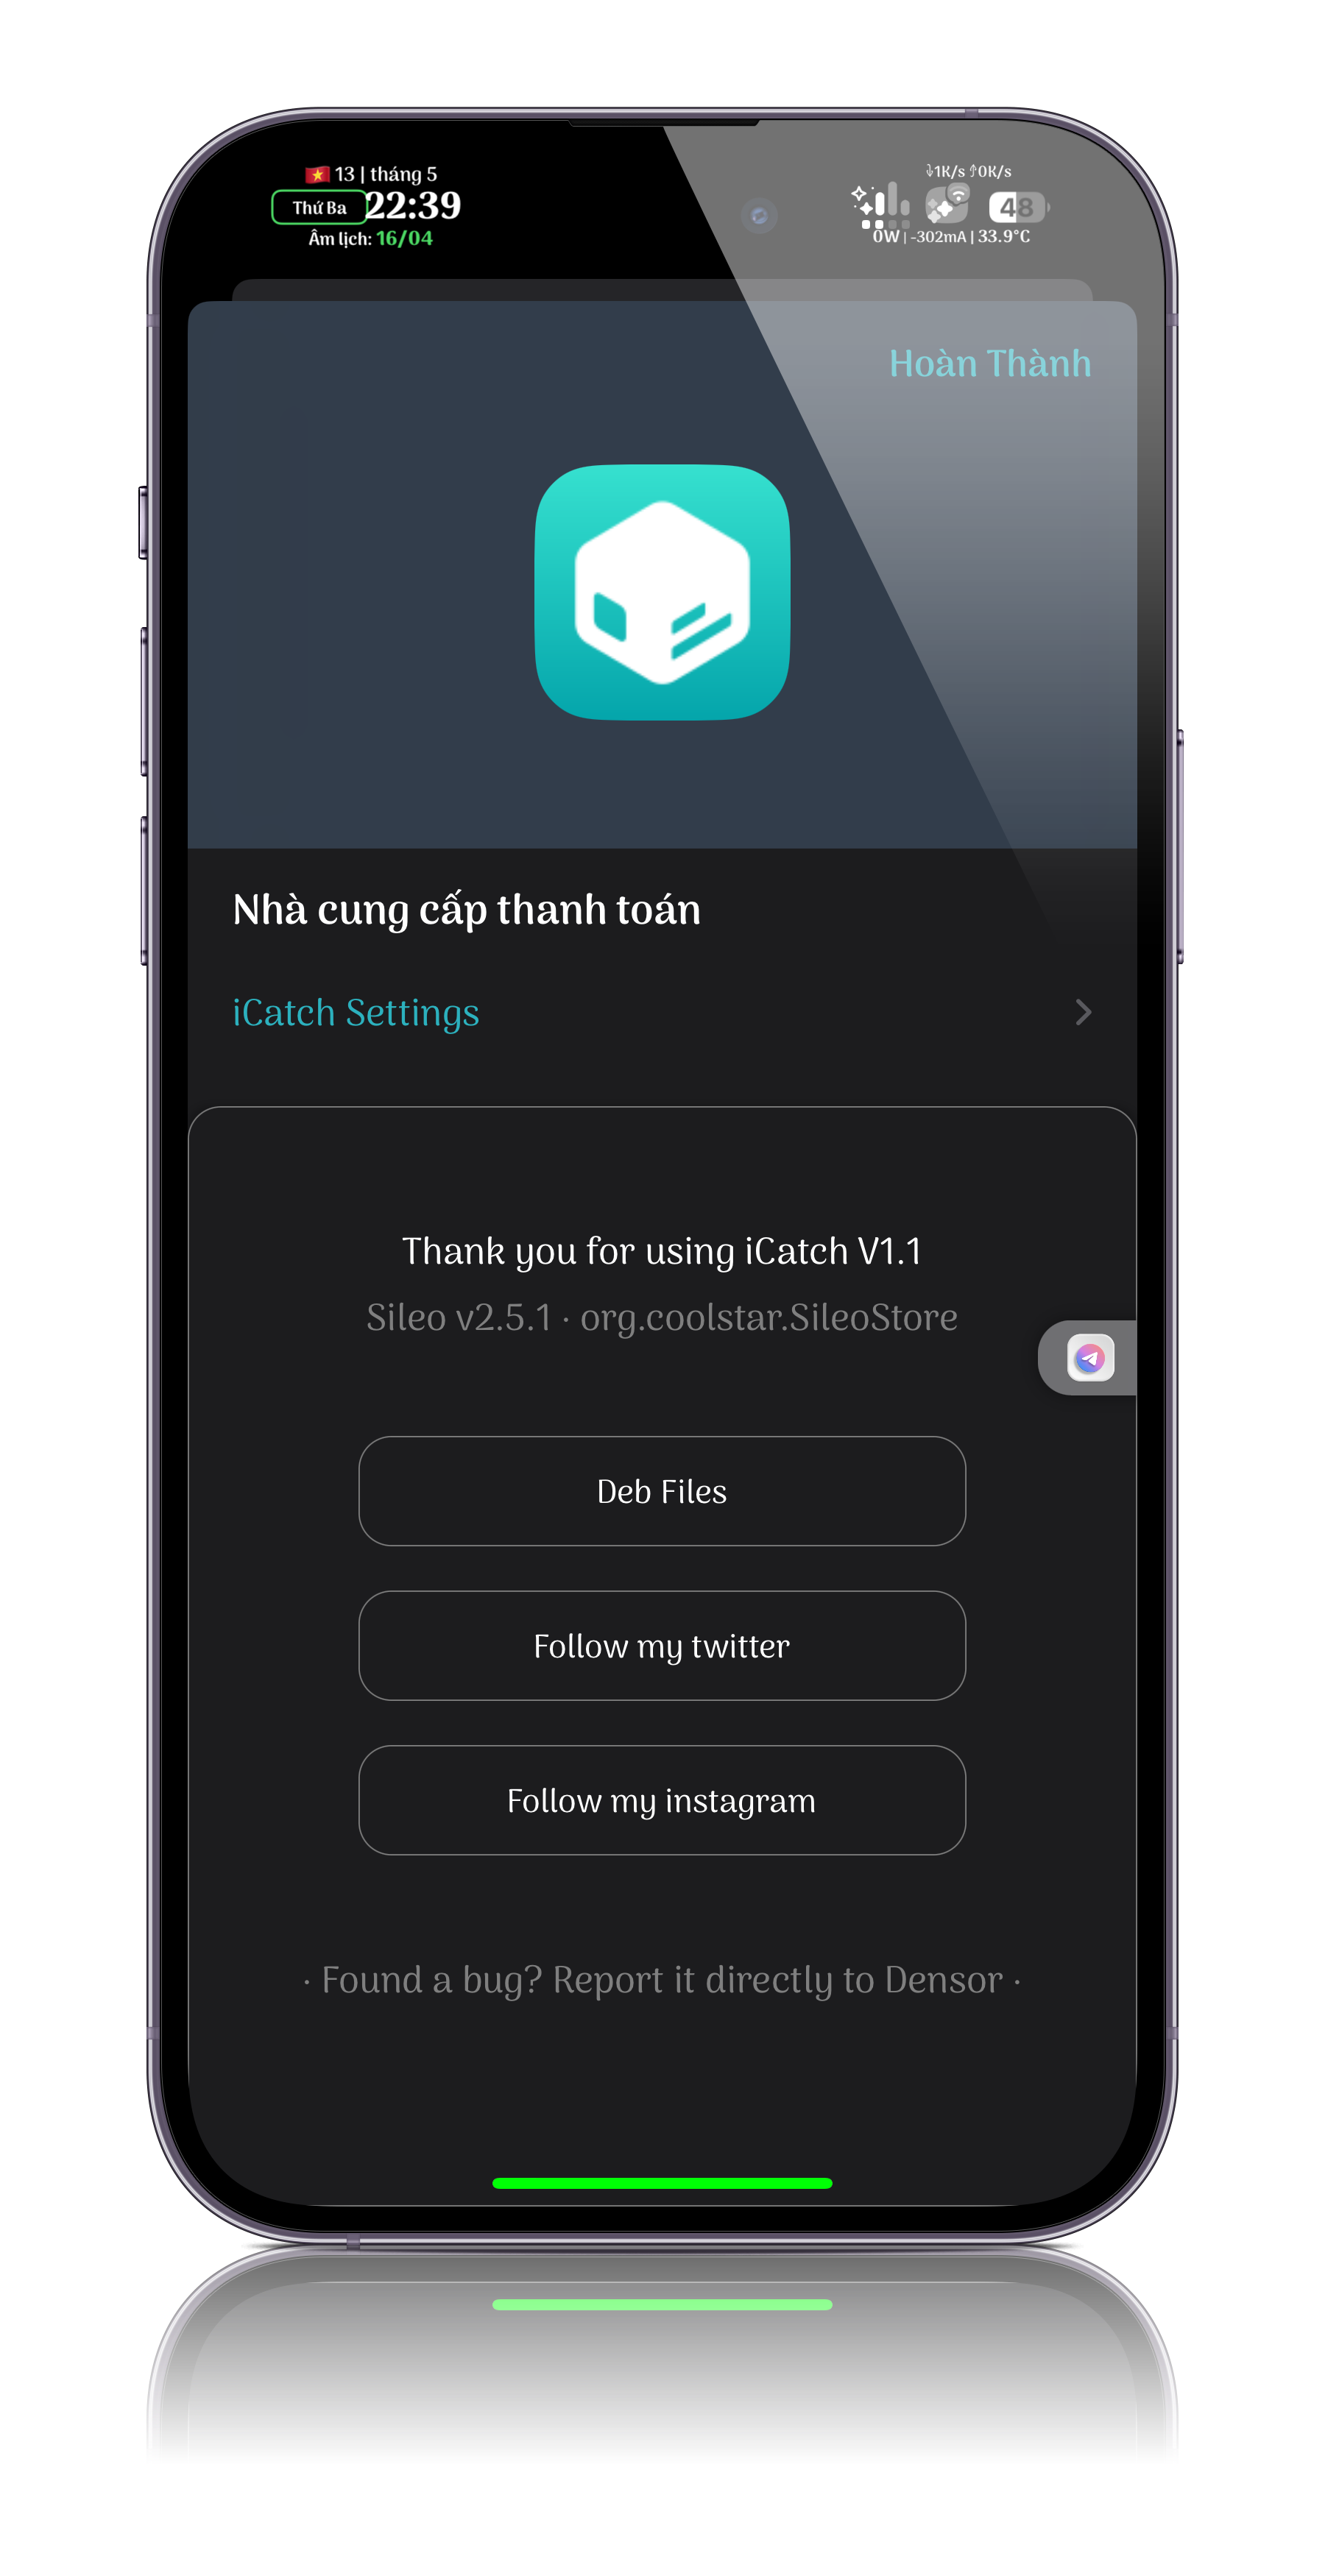 🇻🇳 13 | tháng 5
Thứ Ba 22:39
Âm lịch: 16/04
1K/s 0K/s
48
0W | -302mA | 33.9°C
Hoàn Thành
Nhà cung cấp thanh toán
iCatch Settings
Thank you for using iCatch V1.1
Sileo v2.5.1 · org.coolstar.SileoStore
Deb Files
Follow my twitter
Follow my instagram
· Found a bug? Report it directly to Densor ·